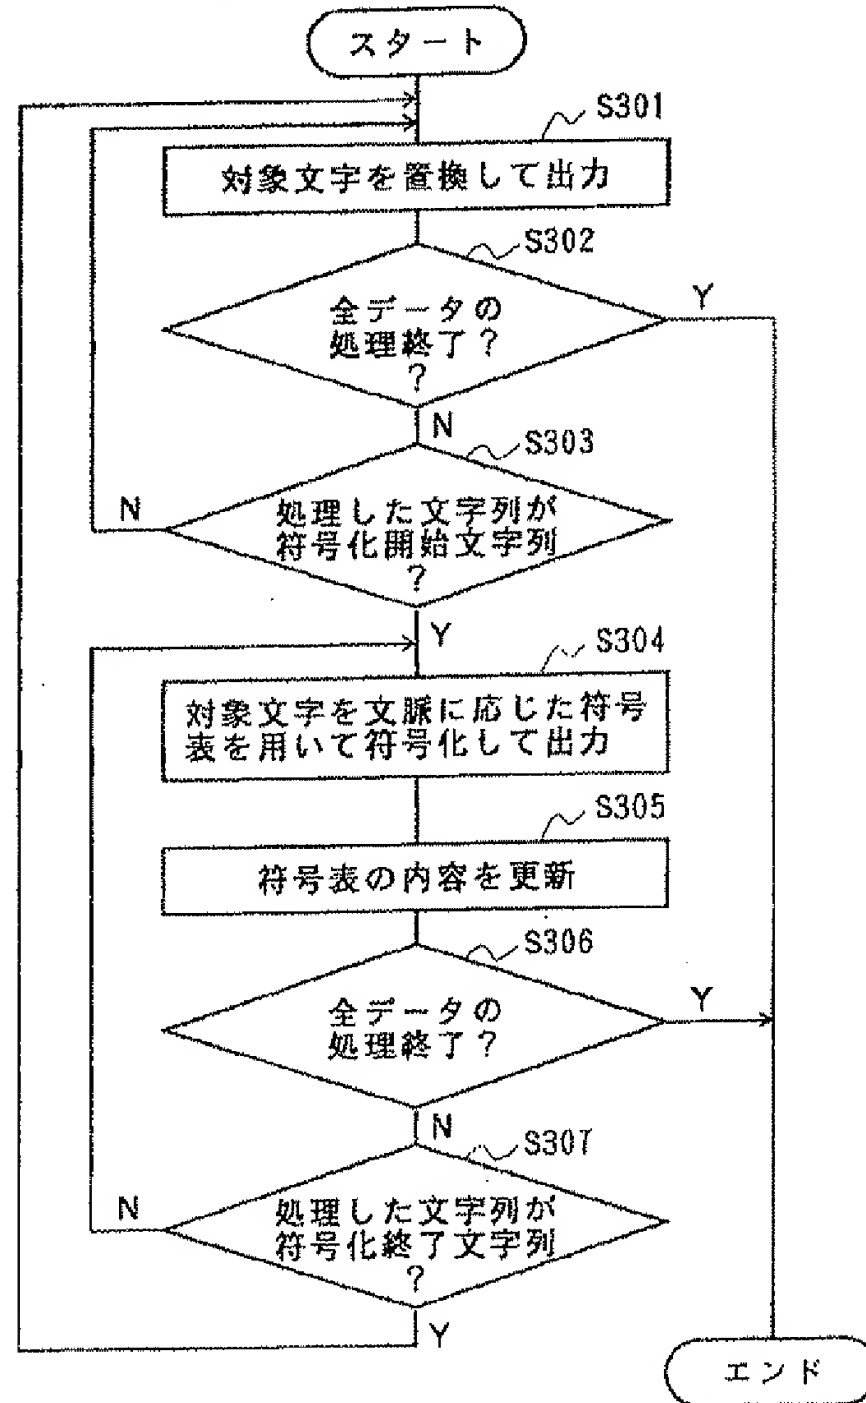 スタート
S301
対象文字を置換して出力
S302
全データの
処理終了?
?
Y
N
S303
処理した文字列が
符号化開始文字列
?
N
Y
S304
対象文字を文脈に応じた符号
表を用いて符号化して出力
S305
符号表の内容を更新
S306
全データの
処理終了?
Y
N
S307
処理した文字列が
符号化終了文字列
?
N
Y
エンド